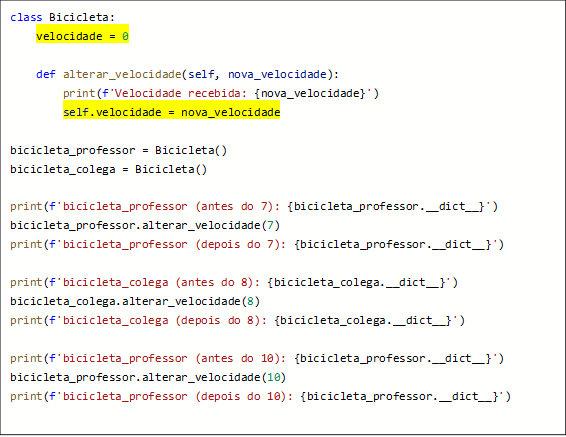 class Bicicleta:
    velocidade = 0
    def alterar_velocidade(self, nova_velocidade):
        print(f'Velocidade recebida: {nova_velocidade}')
        self.velocidade = nova_velocidade
bicicleta_professor = Bicicleta()
bicicleta_colega = Bicicleta()
print(f'bicicleta_professor (antes do 7): {bicicleta_professor.__dict__}')
bicicleta_professor.alterar_velocidade(7)
print(f'bicicleta_professor (depois do 7): {bicicleta_professor.__dict__}')
print(f'bicicleta_colega (antes do 8): {bicicleta_colega.__dict__}')
bicicleta_colega.alterar_velocidade(8)
print(f'bicicleta_colega (depois do 8): {bicicleta_colega.__dict__}')
print(f'bicicleta_professor (antes do 10): {bicicleta_professor.__dict__}')
bicicleta_professor.alterar_velocidade(10)
print(f'bicicleta_professor (depois do 10): {bicicleta_professor.__dict__}')